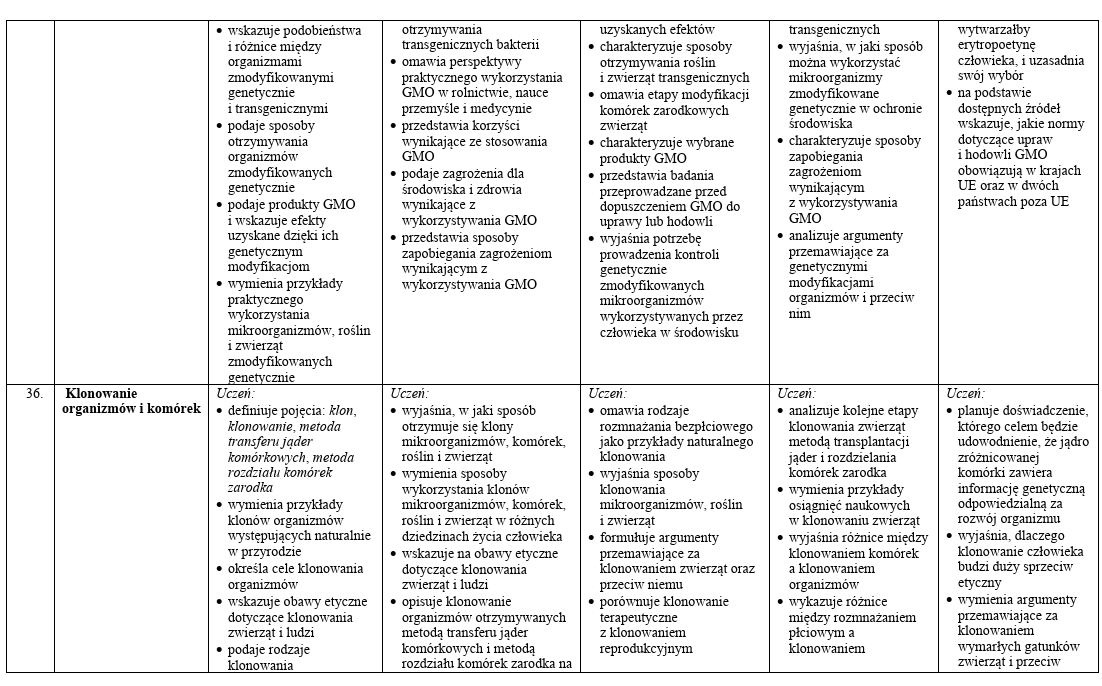 • wskazuje podobieństwa
i różnice między
organizmami
zmodyfikowanymi
genetycznie
i transgenicznymi
• podaje sposoby
otrzymywania
organizmów
zmodyfikowanych
genetycznie
• podaje produkty GMO
i wskazuje efekty
uzyskane dzięki ich
genetycznym
modyfikacjom
• wymienia przykłady
praktycznego
wykorzystania
mikroorganizmów, roślin
i zwierząt
zmodyfikowanych
genetycznie
otrzymywania
transgenicznych bakterii
• omawia perspektywy
praktycznego wykorzystania
GMO w rolnictwie, nauce
przemyśle i medycynie
• przedstawia korzyści
wynikające ze stosowania
GMO
• podaje zagrożenia dla
środowiska i zdrowia
wynikające z
wykorzystywania GMO
• przedstawia sposoby
zapobiegania zagrożeniom
wynikającym z
wykorzystywania GMO
uzyskanych efektów
• charakteryzuje sposoby
otrzymywania roślin
i zwierząt transgenicznych
• omawia etapy modyfikacji
komórek zarodkowych
zwierząt
• charakteryzuje wybrane
produkty GMO
• przedstawia badania
przeprowadzane przed
dopuszczeniem GMO do
uprawy lub hodowli
• wyjaśnia potrzebę
prowadzenia kontroli
genetycznie
zmodyfikowanych
mikroorganizmów
wykorzystywanych przez
człowieka w środowisku
transgenicznych
• wyjaśnia, w jaki sposób
można wykorzystać
mikroorganizmy
zmodyfikowane
genetycznie w ochronie
środowiska
• charakteryzuje sposoby
zapobiegania
zagrożeniom
wynikającym
z wykorzystywania
GMO
• analizuje argumenty
przemawiające za
genetycznymi
modyfikacjami
organizmów i przeciw
nim
wytwarzałby
erytropoetynę
człowieka, i uzasadnia
swój wybór
• na podstawie
dostępnych źródeł
wskazuje, jakie normy
dotyczące upraw
i hodowli GMO
obowiązują w krajach
UE oraz w dwóch
państwach poza UE
36.
Klonowanie
organizmów i komórek
Uczeń:
• definiuje pojęcia: klon,
klonowanie, metoda
transferu jąder
komórkowych, metoda
rozdziału komórek
zarodka
• wymienia przykłady
klonów organizmów
występujących naturalnie
w przyrodzie
• określa cele klonowania
organizmów
• wskazuje obawy etyczne
dotyczące klonowania
zwierząt i ludzi
• podaje rodzaje
klonowania
Uczeń:
• wyjaśnia, w jaki sposób
otrzymuje się klony
mikroorganizmów, komórek,
roślin i zwierząt
• wymienia sposoby
wykorzystania klonów
mikroorganizmów, komórek,
roślin i zwierząt w różnych
dziedzinach życia człowieka
• wskazuje na obawy etyczne
dotyczące klonowania
zwierząt i ludzi
• opisuje klonowanie
organizmów otrzymywanych
metodą transferu jąder
komórkowych i metodą
rozdziału komórek zarodka na
Uczeń:
• omawia rodzaje
rozmnażania bezpłciowego
jako przykłady naturalnego
klonowania
• wyjaśnia sposoby
klonowania
mikroorganizmów, roślin
i zwierząt
• formułuje argumenty
przemawiające za
klonowaniem zwierząt oraz
przeciw niemu
• porównuje klonowanie
terapeutyczne
z klonowaniem
reprodukcyjnym
Uczeń:
• analizuje kolejne etapy
klonowania zwierząt
metodą transplantacji
jąder i rozdzielania
komórek zarodka
• wymienia przykłady
osiągnięć naukowych
w klonowaniu zwierząt
• wyjaśnia różnice między
klonowaniem komórek
a klonowaniem
organizmów
• wykazuje różnice
między rozmnażaniem
płciowym a
klonowaniem
Uczeń:
• planuje doświadczenie,
którego celem będzie
udowodnienie, że jądro
zróżnicowanej
komórki zawiera
informację genetyczną
odpowiedzialną za
rozwój organizmu
• wyjaśnia, dlaczego
klonowanie człowieka
budzi duży sprzeciw
etyczny
• wymienia argumenty
przemawiające za
klonowaniem
wymarłych gatunków
zwierząt i przeciw